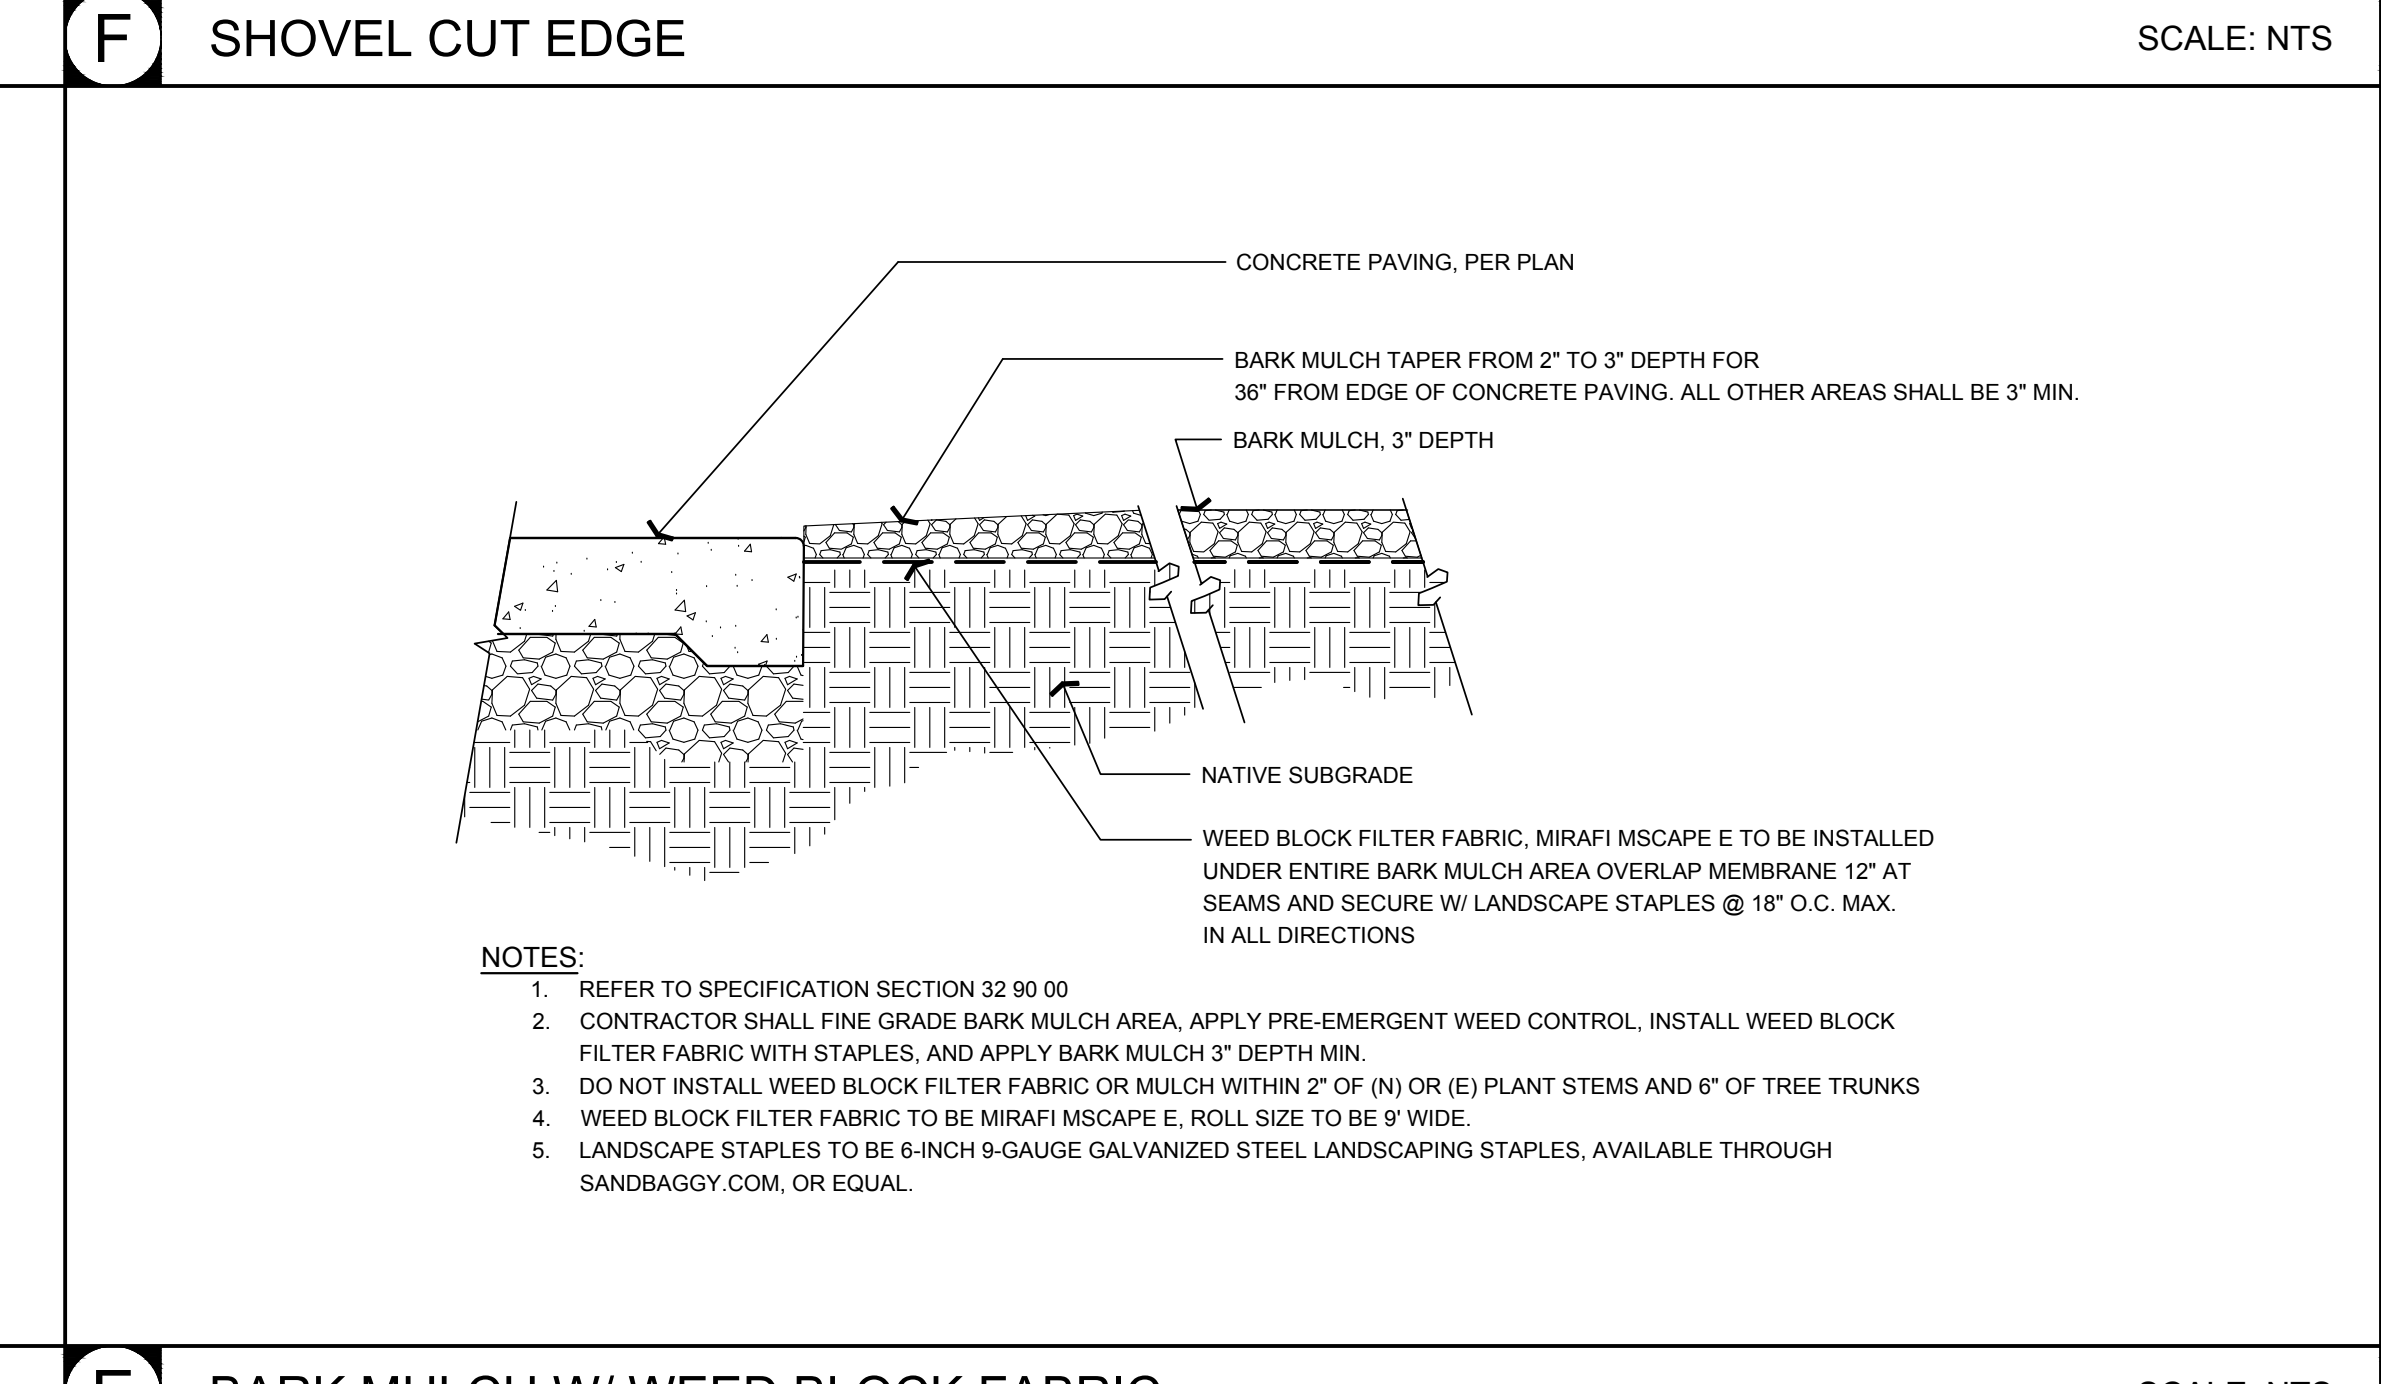 F SHOVEL CUT EDGE SCALE: NTS
CONCRETE PAVING, PER PLAN
BARK MULCH TAPER FROM 2" TO 3" DEPTH FOR
36" FROM EDGE OF CONCRETE PAVING. ALL OTHER AREAS SHALL BE 3" MIN.
BARK MULCH, 3" DEPTH
NATIVE SUBGRADE
WEED BLOCK FILTER FABRIC, MIRAFI MSCAPE E TO BE INSTALLED
UNDER ENTIRE BARK MULCH AREA OVERLAP MEMBRANE 12" AT
SEAMS AND SECURE W/ LANDSCAPE STAPLES @ 18" O.C. MAX.
IN ALL DIRECTIONS
NOTES:
1. REFER TO SPECIFICATION SECTION 32 90 00
2. CONTRACTOR SHALL FINE GRADE BARK MULCH AREA, APPLY PRE-EMERGENT WEED CONTROL, INSTALL WEED BLOCK
FILTER FABRIC WITH STAPLES, AND APPLY BARK MULCH 3" DEPTH MIN.
3. DO NOT INSTALL WEED BLOCK FILTER FABRIC OR MULCH WITHIN 2" OF (N) OR (E) PLANT STEMS AND 6" OF TREE TRUNKS
4. WEED BLOCK FILTER FABRIC TO BE MIRAFI MSCAPE E, ROLL SIZE TO BE 9' WIDE.
5. LANDSCAPE STAPLES TO BE 6-INCH 9-GAUGE GALVANIZED STEEL LANDSCAPING STAPLES, AVAILABLE THROUGH
SANDBAGGY.COM, OR EQUAL.
BARK MULCH W/ WEED BLOCK FABRIC SCALE: NTS